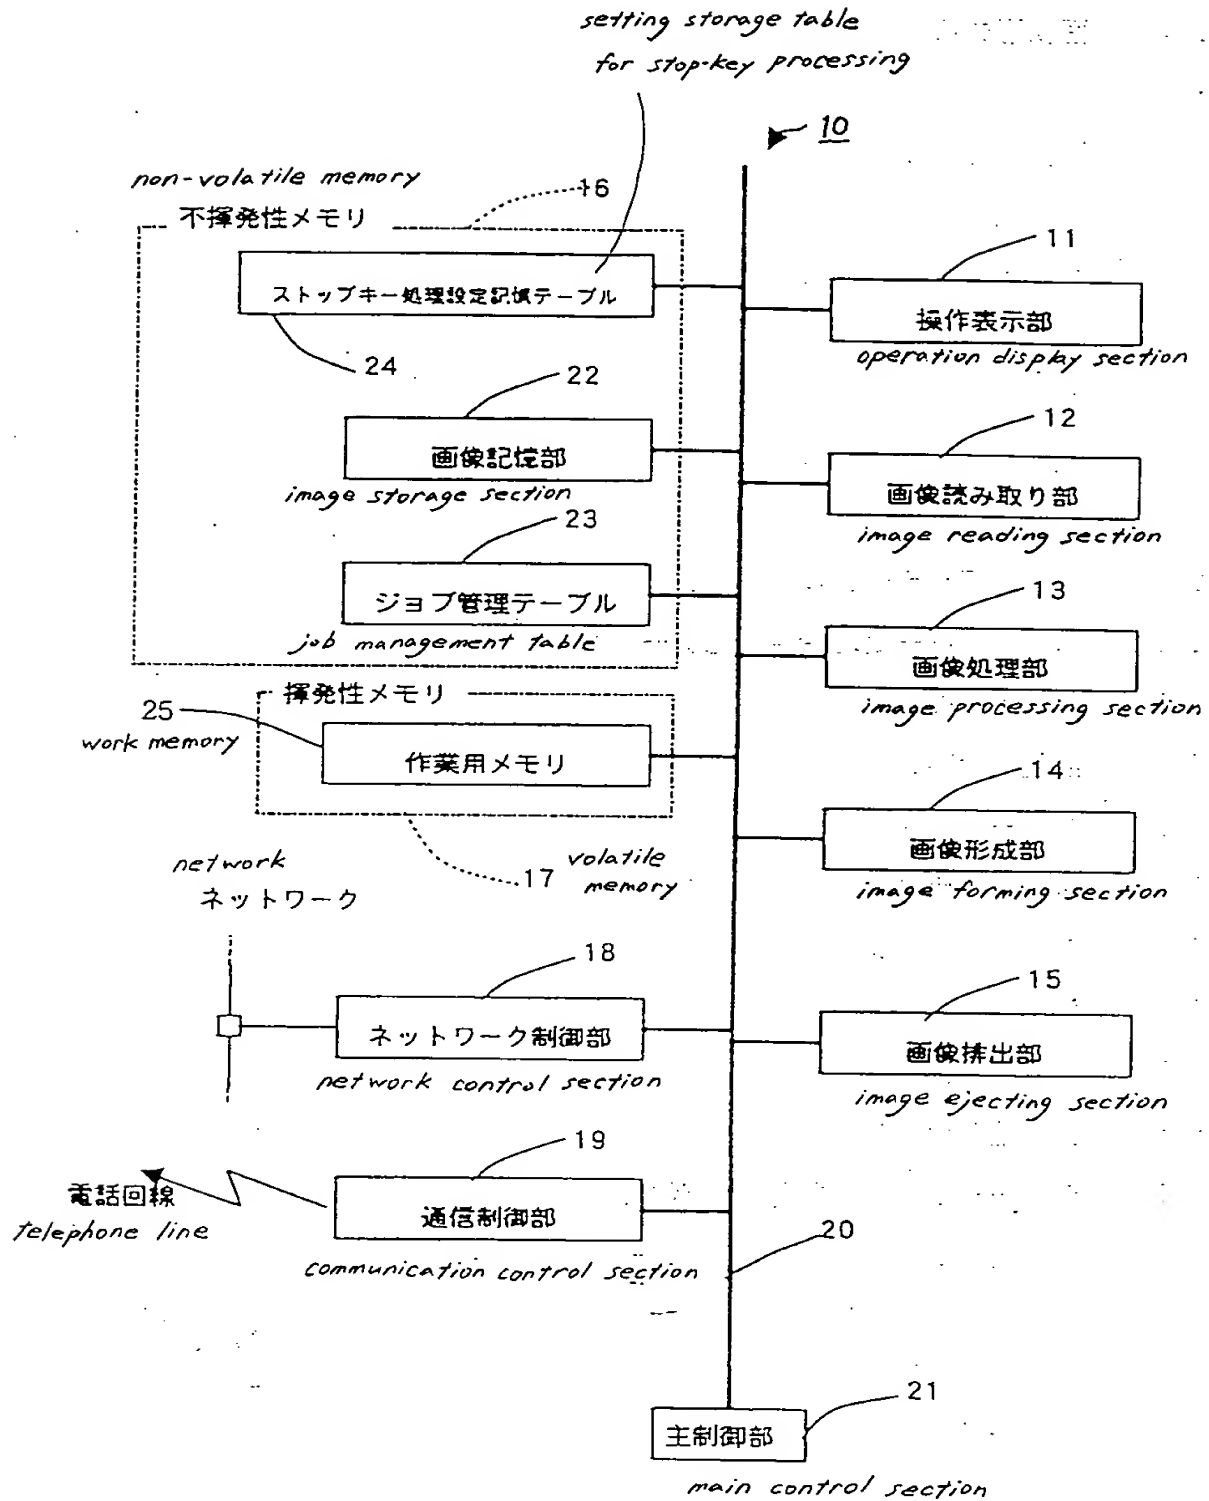 setting storage table
for stop-key processing
10
non-volatile memory
16
不揮発性メモリ
11
ストップキー処理設定記憶テーブル
操作表示部
operation display section
24
22
12
画像記憶部
画像読み取り部
image storage section
image reading section
23
13
ジョブ管理テーブル
job management table
画像処理部
image processing section
揮発性メモリ
25
work memory
作業用メモリ
14
画像形成部
image forming section
17
volatile
memory
network
ネットワーク
18
15
ネットワーク制御部
画像排出部
network control section
image ejecting section
19
電話回線
telephone line
通信制御部
communication control section
20
21
主制御部
main control section